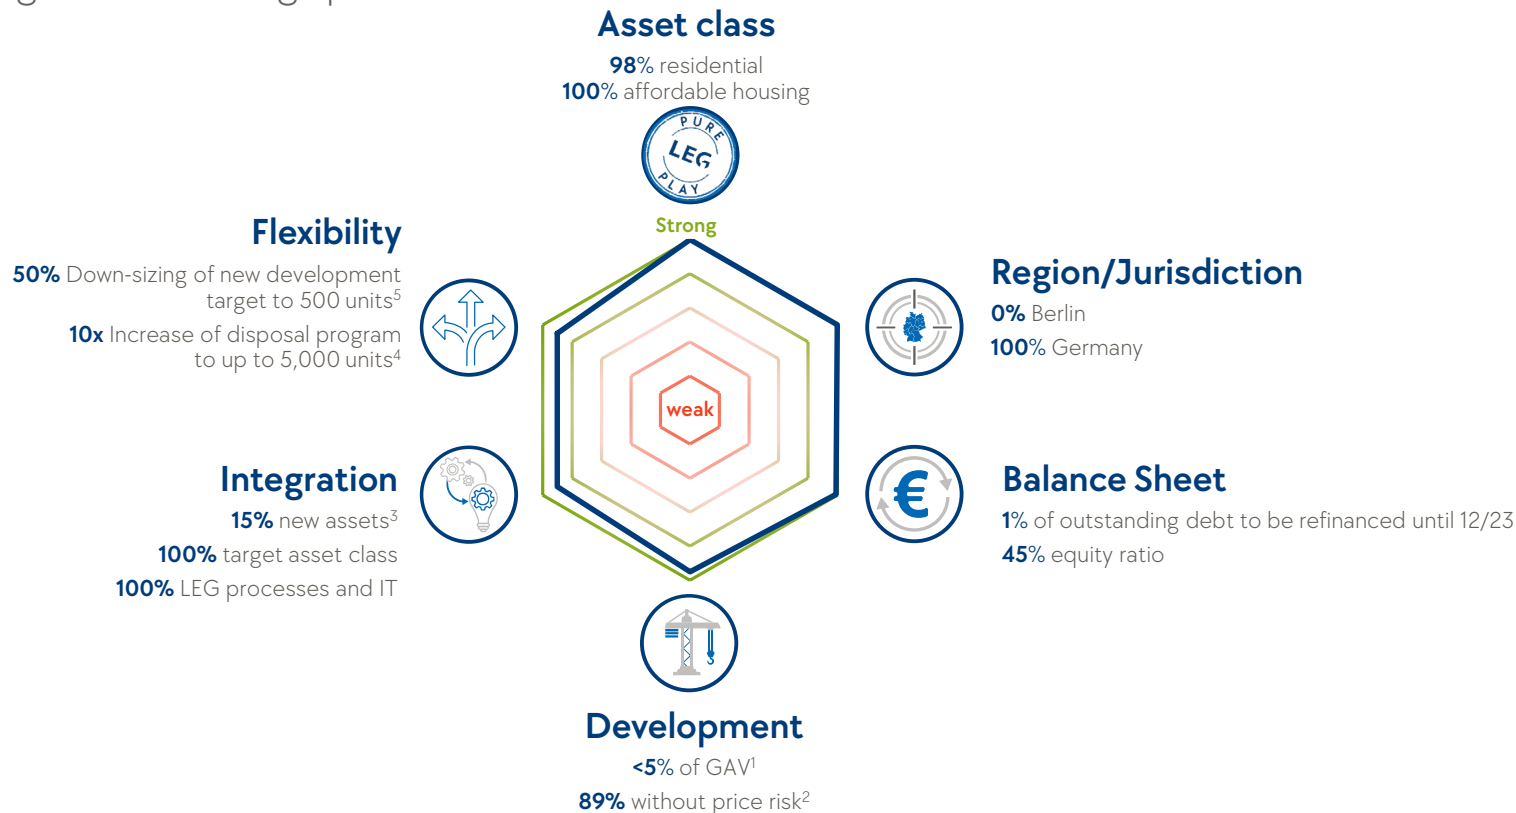 Asset class
98% residential
100% affordable housing
PURE
LEG
PLAY
Strong
Flexibility
50% Down-sizing of new development
target to 500 units5
10x Increase of disposal program
to up to 5,000 units4
Region/Jurisdiction
0% Berlin
100% Germany
weak
Integration
15% new assets3
100% target asset class
100% LEG processes and IT
€
Balance Sheet
1% of outstanding debt to be refinanced until 12/23
45% equity ratio
Development
<5% of GAV1
89% without price risk2